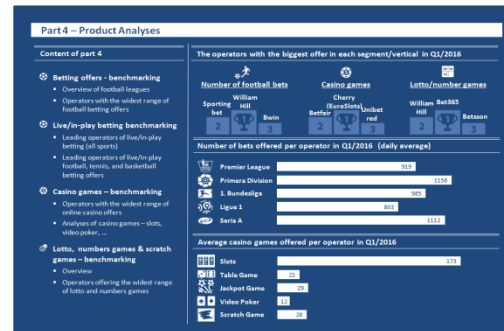 Part 4 – Product Analyses
Content of part 4
Betting offers - benchmarking
Overview of football leagues
Operators with the widest range of football betting offers
Live/in-play betting benchmarking
Leading operators of live/in-play betting (all sports)
Leading operators of live/in-play football, tennis, and basketball betting offers
Casino games – benchmarking
Operators with the widest range of online casino offers
Analyses of casino games – slots, video poker, ...
Lotto, numbers games & scratch games – benchmarking
Overview
Operators offering the widest range of lotto and numbers games
The operators with the biggest offer in each segment/vertical in Q1/2016
Number of football bets
Sporting bet
William Hill
Bwin
2 1 3
Casino games
Cherry (EuroSlots)
Betfair
Unibet red
2 1 3
Lotto/number games
William Hill
Bet365
Betsson
2 1 3
Number of bets offered per operator in Q1/2016 (daily average)
Premier League 919
Primera Division 1158
1. Bundesliga 985
Ligue 1 803
Seria A 1112
Average casino games offered per operator in Q1/2016
Slots 173
Table Game 23
Jackpot Game 29
Video Poker 12
Scratch Game 28